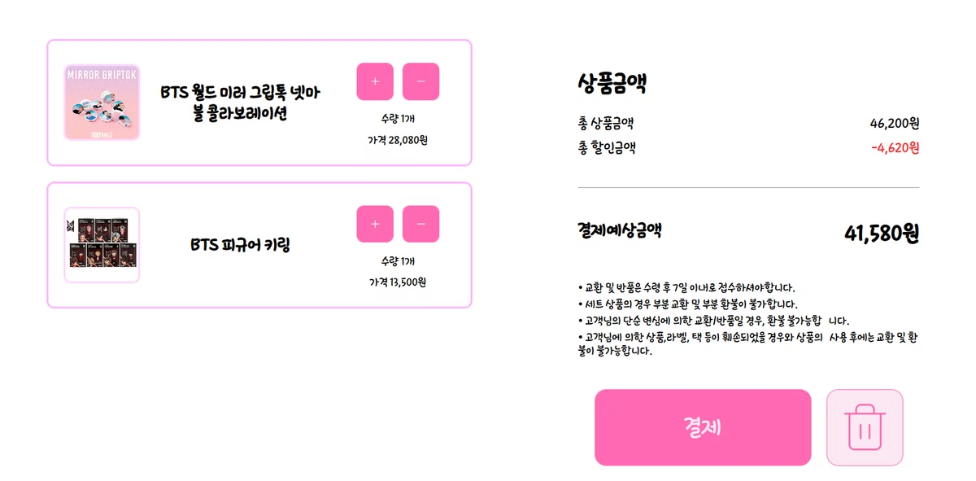 MIRROR GRIPTOK
BTS 월드 미러 그립톡 넷마
블 콜라보레이션
+
−
수량 1개
가격 28,080원
BTS 피규어 키링
+
−
수량 1개
가격 13,500원
상품금액
총 상품금액 46,200원
총 할인금액 -4,620원
결제예상금액 41,580원
• 교환 및 반품은 수령 후 7일 이내로 접수하셔야합니다.
• 세트 상품의 경우 부분 교환 및 부분 환불이 불가합니다.
• 고객님의 단순 변심에 의한 교환/반품일 경우, 환불 불가능합 니다.
• 고객님에 의한 상품,라벨, 택 등이 훼손되었을 경우와 상품의 사용 후에는 교환 및 환
불이 불가능합니다.
결제